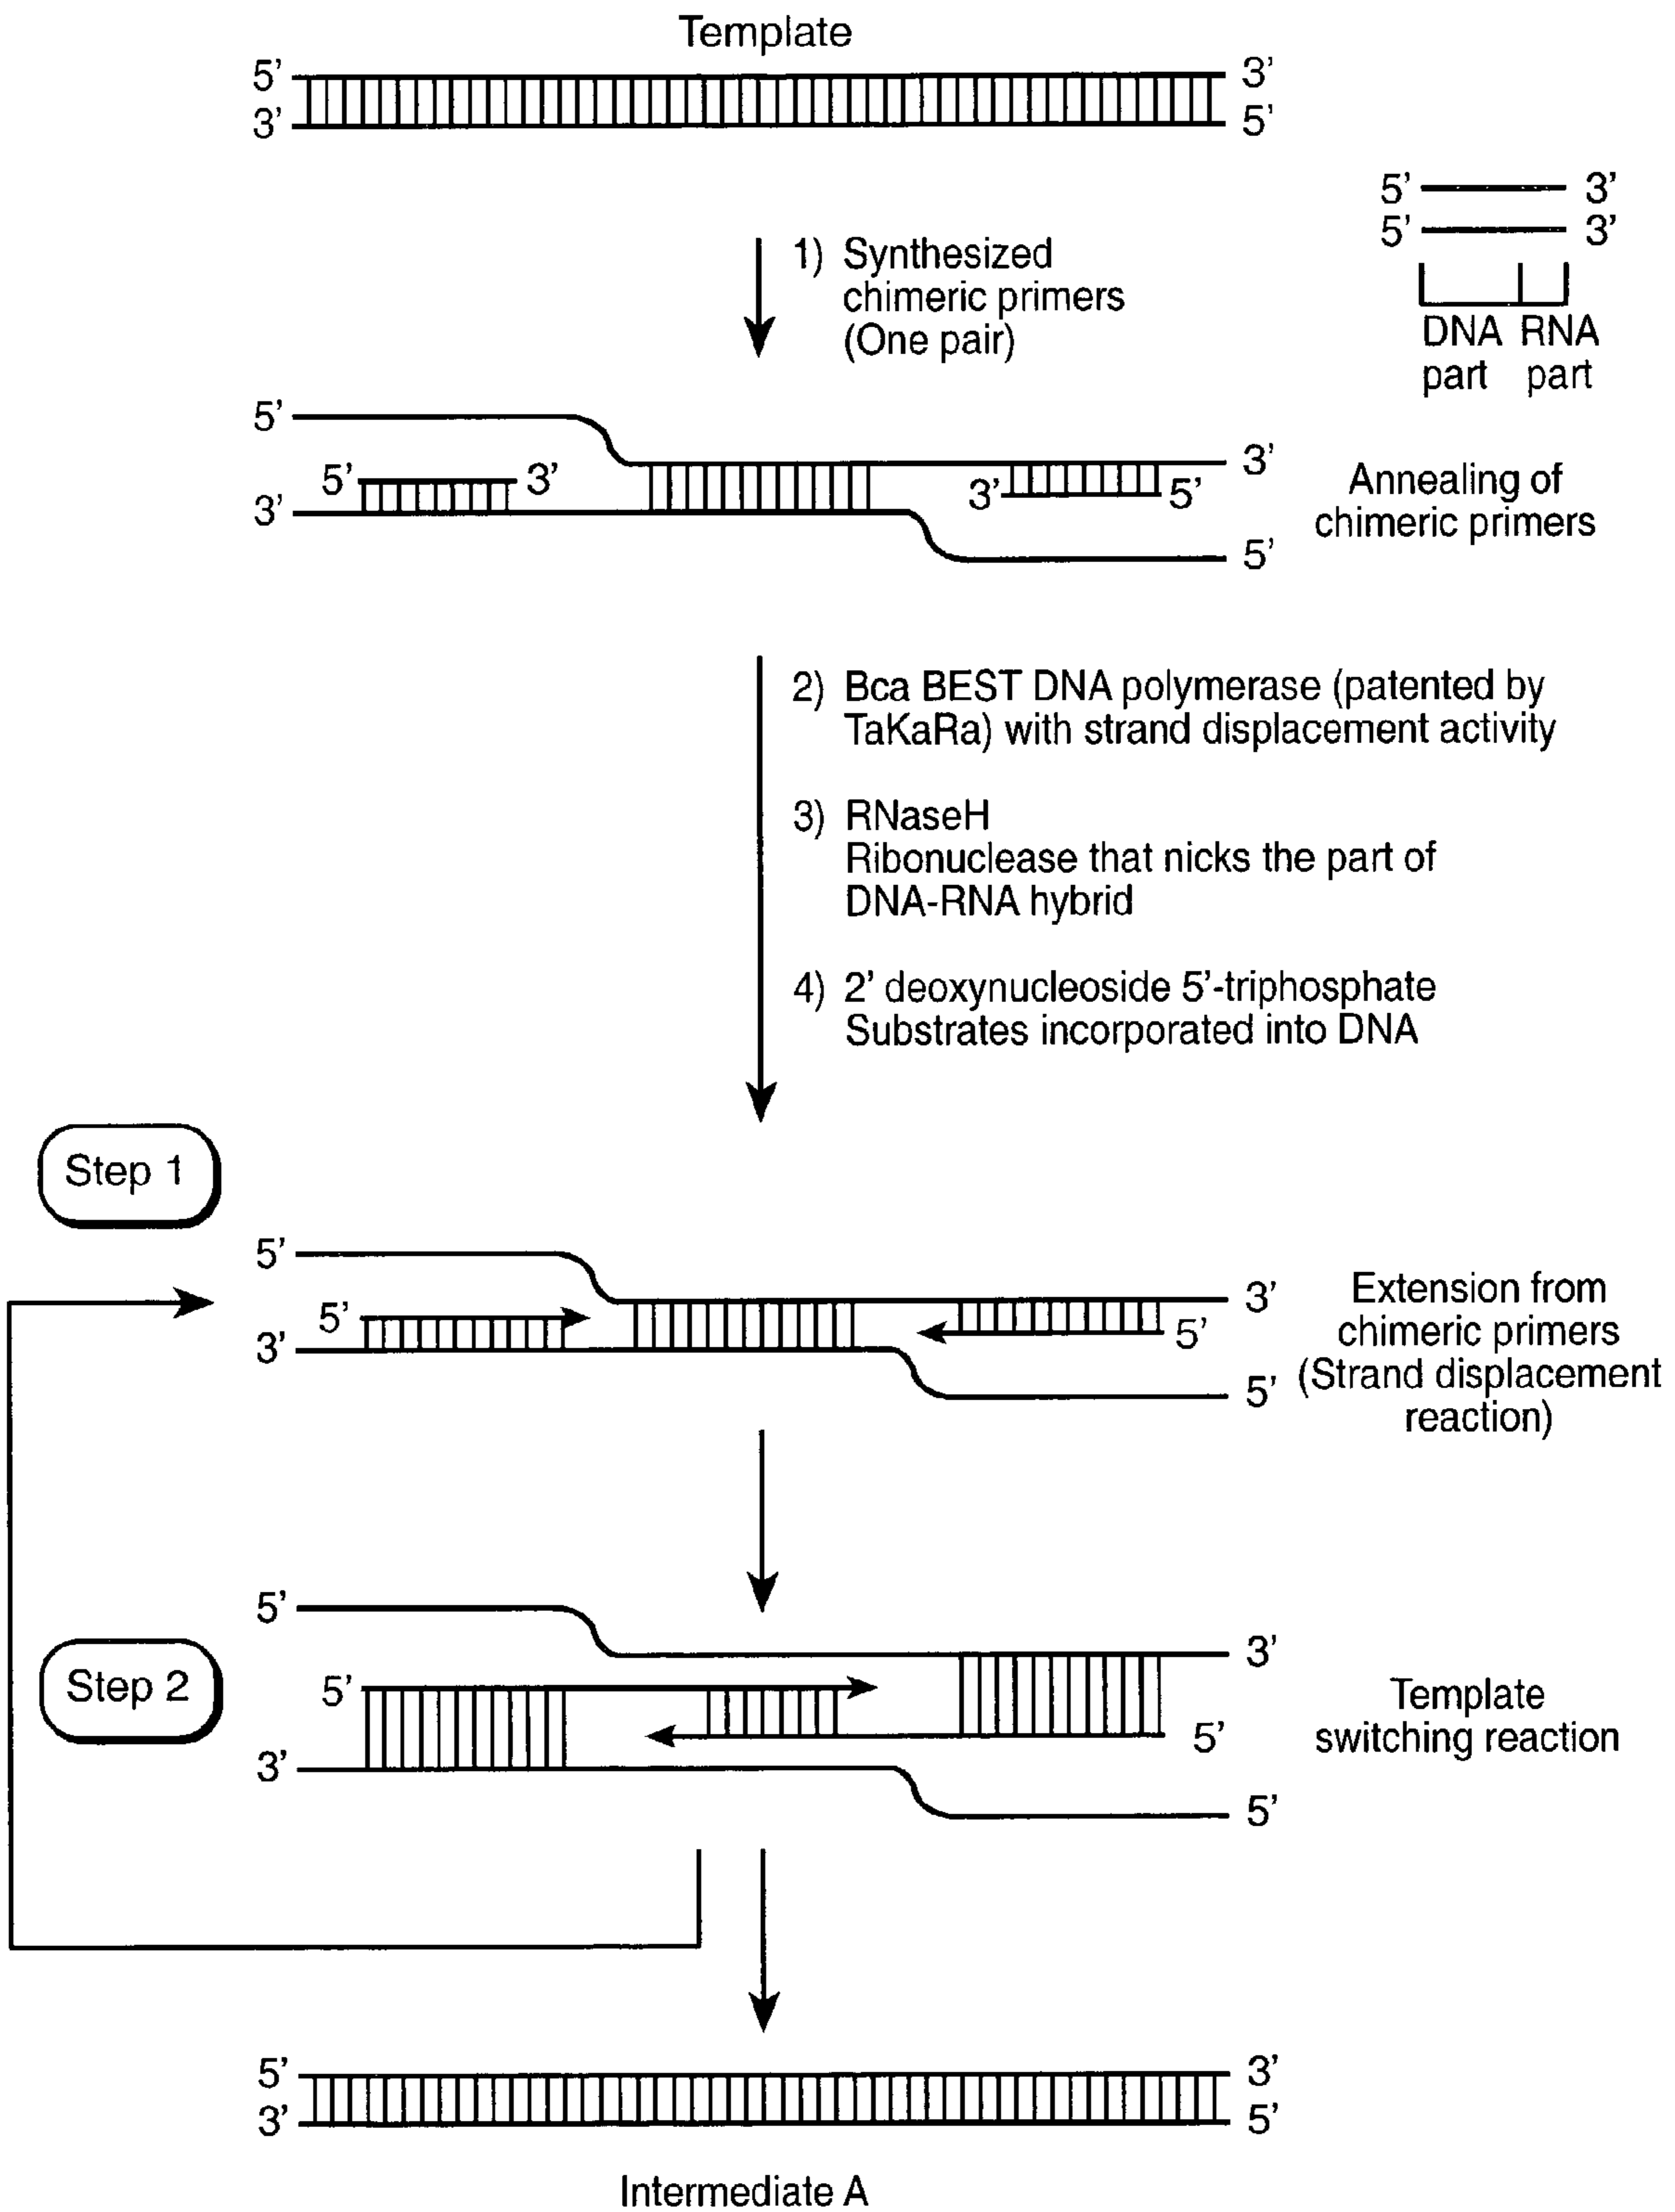 Template
5' 3'
3' 5'
5' 3'
5' 3'
1) Synthesized
chimeric primers
(One pair)
DNA RNA
part part
5'
3'
5' 3'
3' 5'
3'
5'
Annealing of
chimeric primers
2) Bca BEST DNA polymerase (patented by
TaKaRa) with strand displacement activity
3) RNaseH
Ribonuclease that nicks the part of
DNA-RNA hybrid
4) 2' deoxynucleoside 5'-triphosphate
Substrates incorporated into DNA
Step 1
5'
3'
5'
5'
3'
5'
Extension from
chimeric primers
(Strand displacement
reaction)
Step 2
5'
3'
5'
5'
3'
5'
Template
switching reaction
5' 3'
3' 5'
Intermediate A